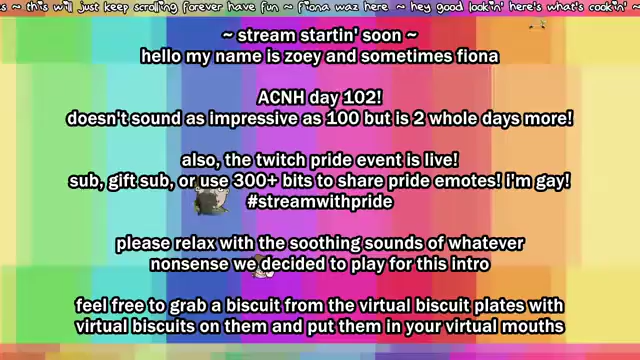 ts ~ this will just keep scrolling forever have fun ~ fiona waz here ~ hey good lookin' here's what's cookin' ~
~ stream startin' soon ~
hello my name is zoey and sometimes fiona
ACNH day 102!
doesn't sound as impressive as 100 but is 2 whole days more!
also, the twitch pride event is live!
sub, gift sub, or use 300+ bits to share pride emotes! i'm gay!
#streamwithpride
please relax with the soothing sounds of whatever
nonsense we decided to play for this intro
feel free to grab a biscuit from the virtual biscuit plates with
virtual biscuits on them and put them in your virtual mouths